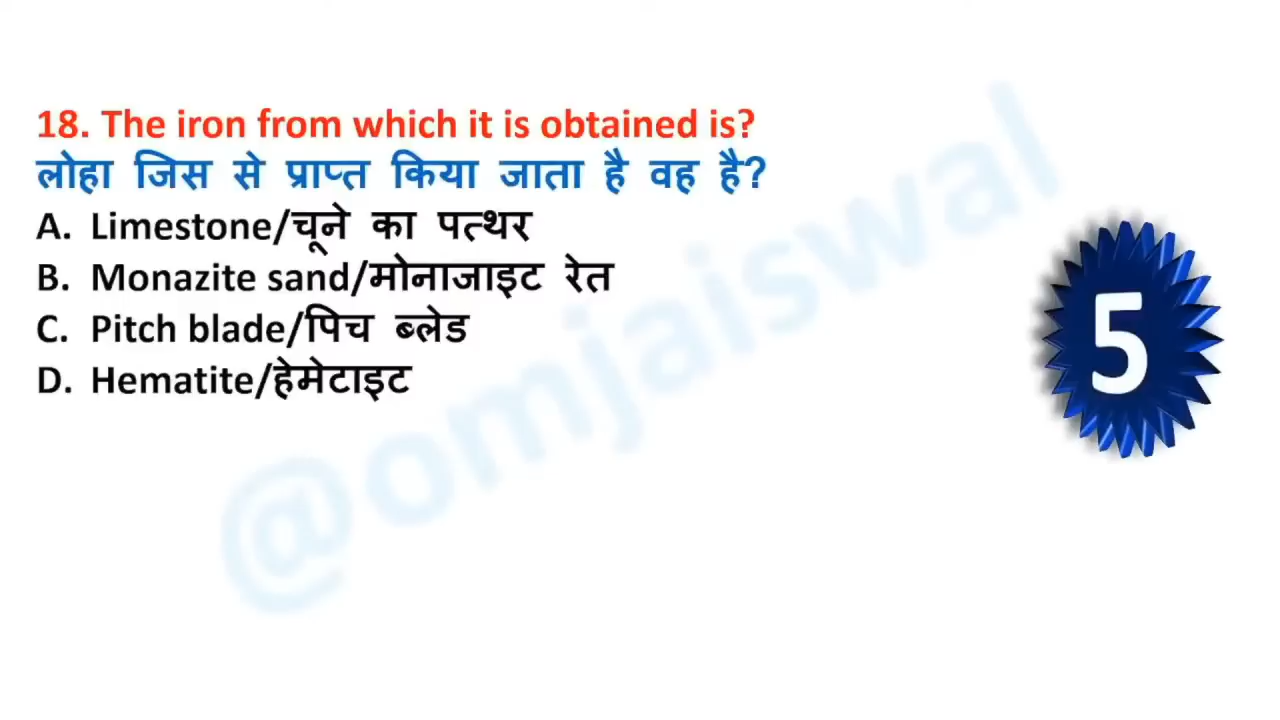 18. The iron from which it is obtained is?
लोहा जिस से प्राप्त किया जाता है वह है?
A. Limestone/चूने का पत्थर
B. Monazite sand/मोनाजाइट रेत
C. Pitch blade/पिच ब्लेड
D. Hematite/हेमेटाइट
5
@omjaiswal